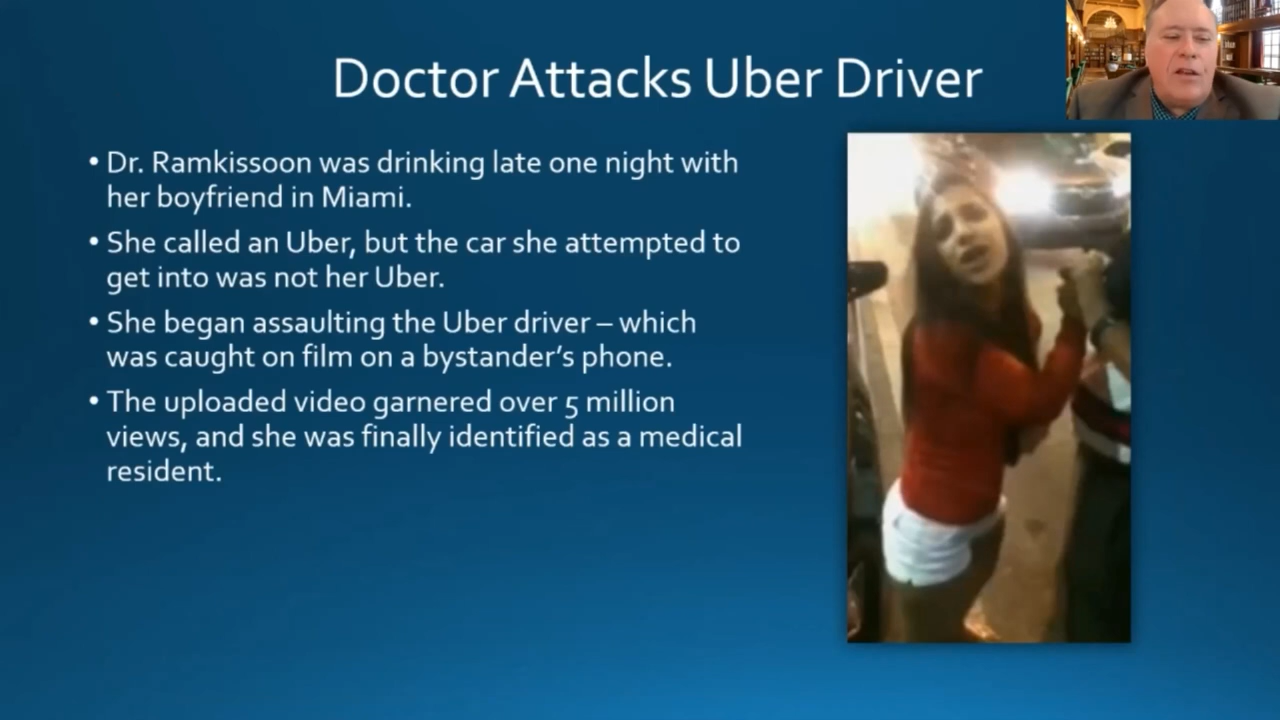 Doctor Attacks Uber Driver
• Dr. Ramkissoon was drinking late one night with
her boyfriend in Miami.
• She called an Uber, but the car she attempted to
get into was not her Uber.
• She began assaulting the Uber driver – which
was caught on film on a bystander’s phone.
• The uploaded video garnered over 5 million
views, and she was finally identified as a medical
resident.